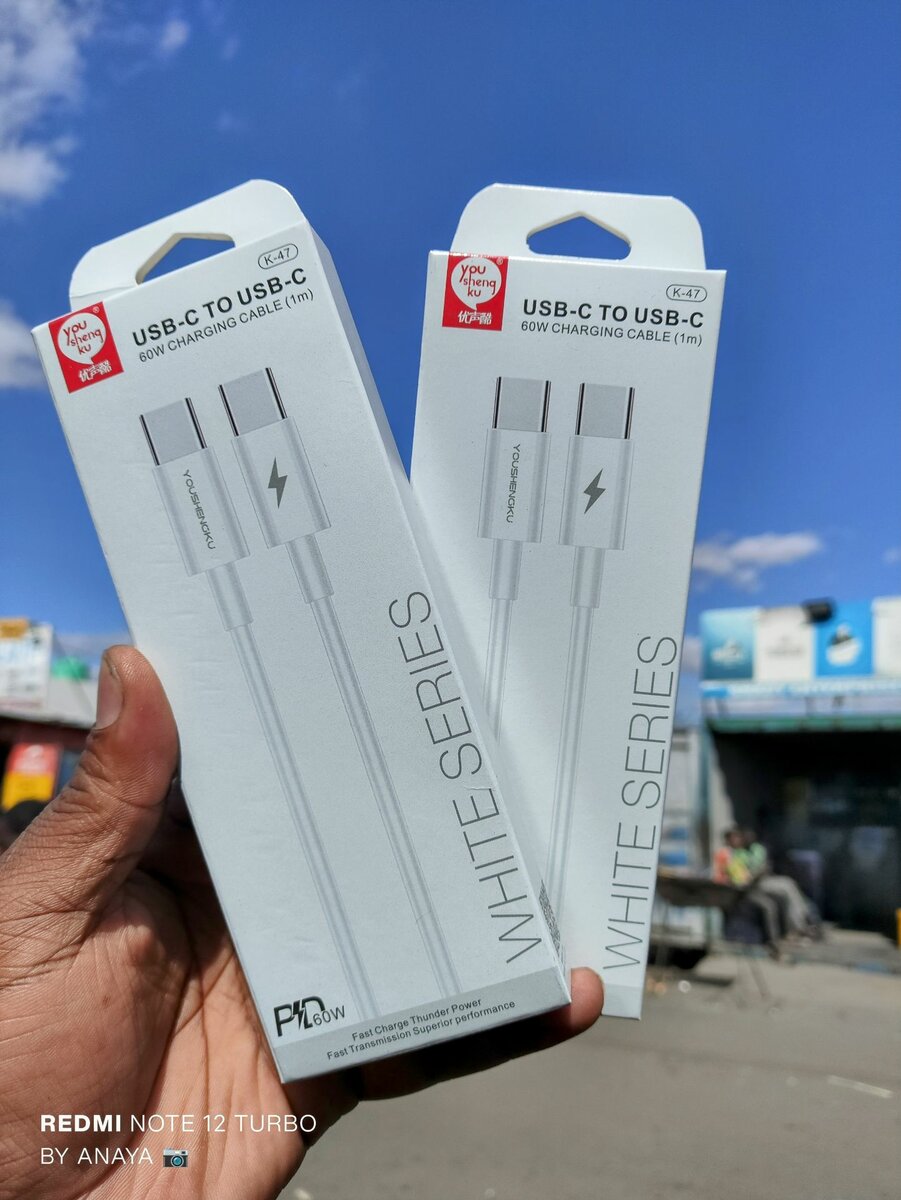 you
sheng
ku
®
优声酷
K-47
USB-C TO USB-C
60W CHARGING CABLE (1m)
YOUSHENGKU
WHITE SERIES
PD 60W
Fast Charge Thunder Power
Fast Transmission Superior performance
you
sheng
ku
®
优声酷
K-47
USB-C TO USB-C
60W CHARGING CABLE (1m)
YOUSHENGKU
WHITE SERIES
REDMI NOTE 12 TURBO
BY ANAYA